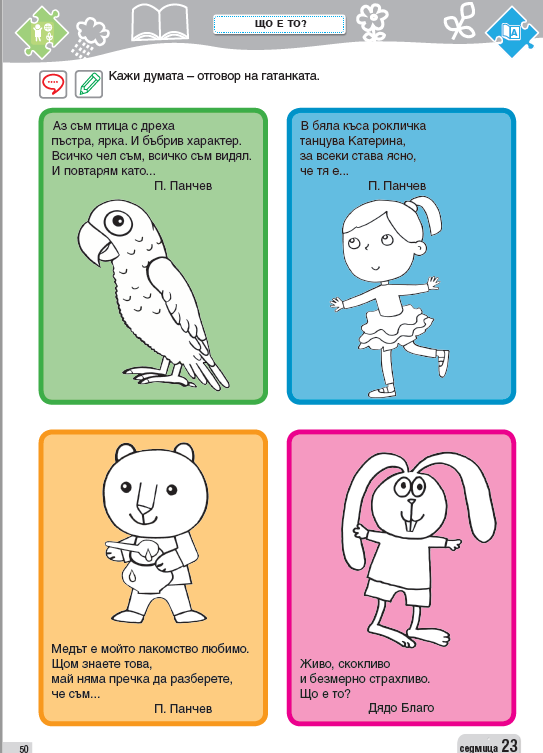 ЩО Е ТО?
Кажи думата – отговор на гатанката.
Аз съм птица с дреха
пъстра, ярка. И бъбрив характер.
Всичко чел съм, всичко съм видял.
И повтарям като...
П. Панчев
В бяла къса рокличка
танцува Катерина,
за всеки става ясно,
че тя е...
П. Панчев
Медът е мойто лакомство любимо.
Щом знаете това,
май няма пречка да разберете,
че съм...
П. Панчев
Живо, скокливо
и безмерно страхливо.
Що е то?
Дядо Благо
50
седмица 23